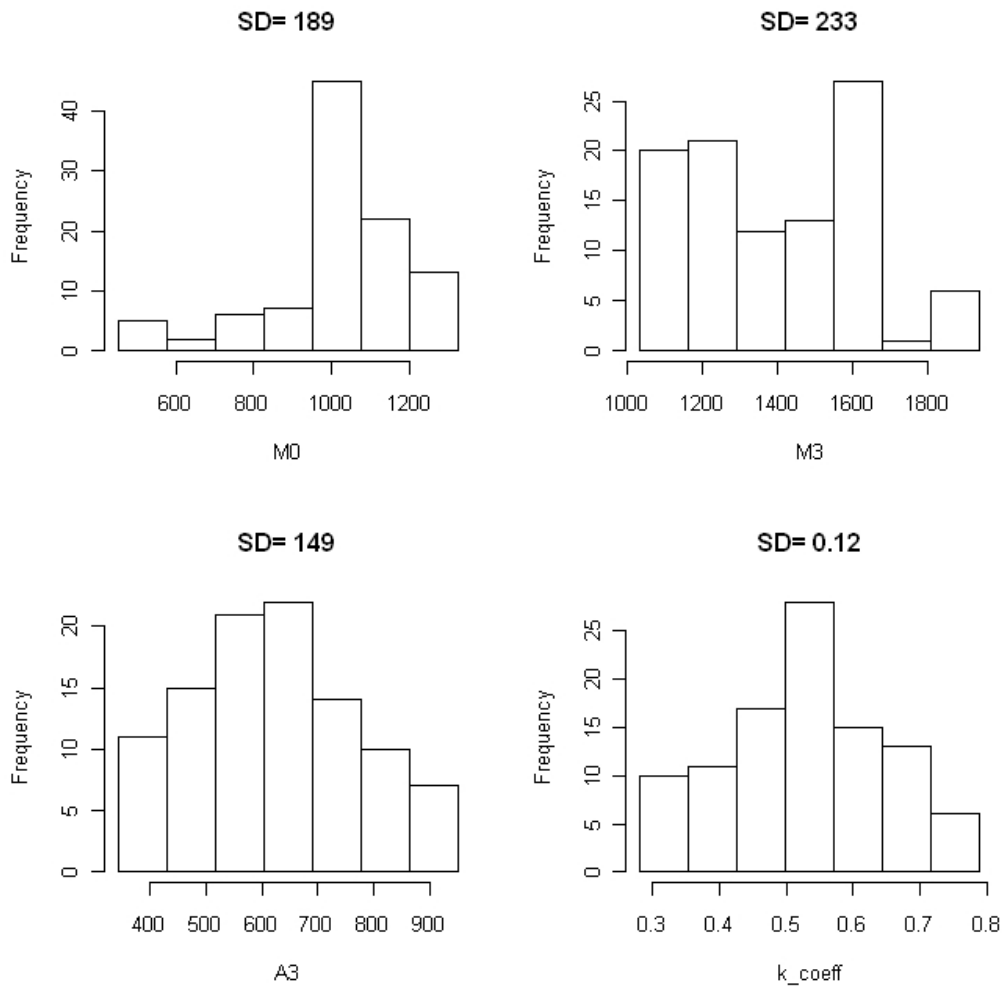 SD= 189
Frequency
0 10 20 30 40
600 800 1000 1200
M0
SD= 233
Frequency
0 5 10 15 20 25
1000 1200 1400 1600 1800
M3
SD= 149
Frequency
0 5 10 15 20
400 500 600 700 800 900
A3
SD= 0.12
Frequency
0 5 10 15 20 25
0.3 0.4 0.5 0.6 0.7 0.8
k_coeff